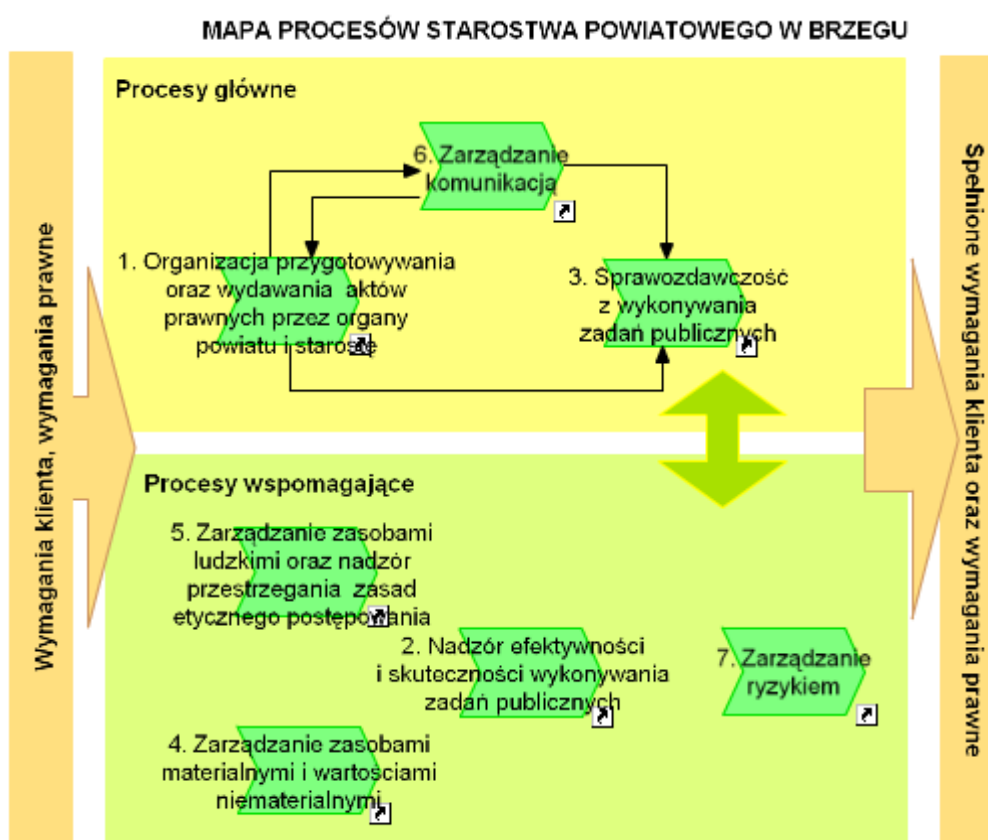 MAPA PROCESÓW STAROSTWA POWIATOWEGO W BRZEGU
Wymagania klienta, wymagania prawne
Procesy główne
6. Zarządzanie
komunikacją
1. Organizacja przygotowywania
oraz wydawania aktów
prawnych przez organy
powiatu i starostę
3. Sprawozdawczość
z wykonywania
zadań publicznych
Procesy wspomagające
5. Zarządzanie zasobami
ludzkimi oraz nadzór
przestrzegania zasad
etycznego postępowania
2. Nadzór efektywności
i skuteczności wykonywania
zadań publicznych
7. Zarządzanie
ryzykiem
4. Zarządzanie zasobami
materialnymi i wartościami
niematerialnymi
Spełnione wymagania klienta oraz wymagania prawne